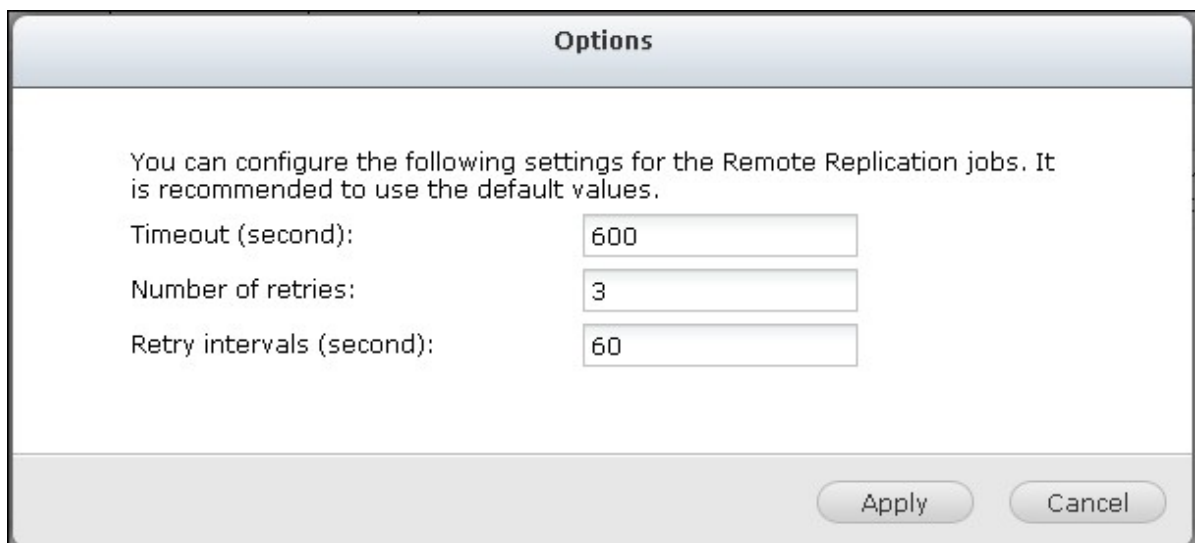 Options
You can configure the following settings for the Remote Replication jobs. It
is recommended to use the default values.
Timeout (second):
600
Number of retries:
3
Retry intervals (second):
60
Apply
Cancel